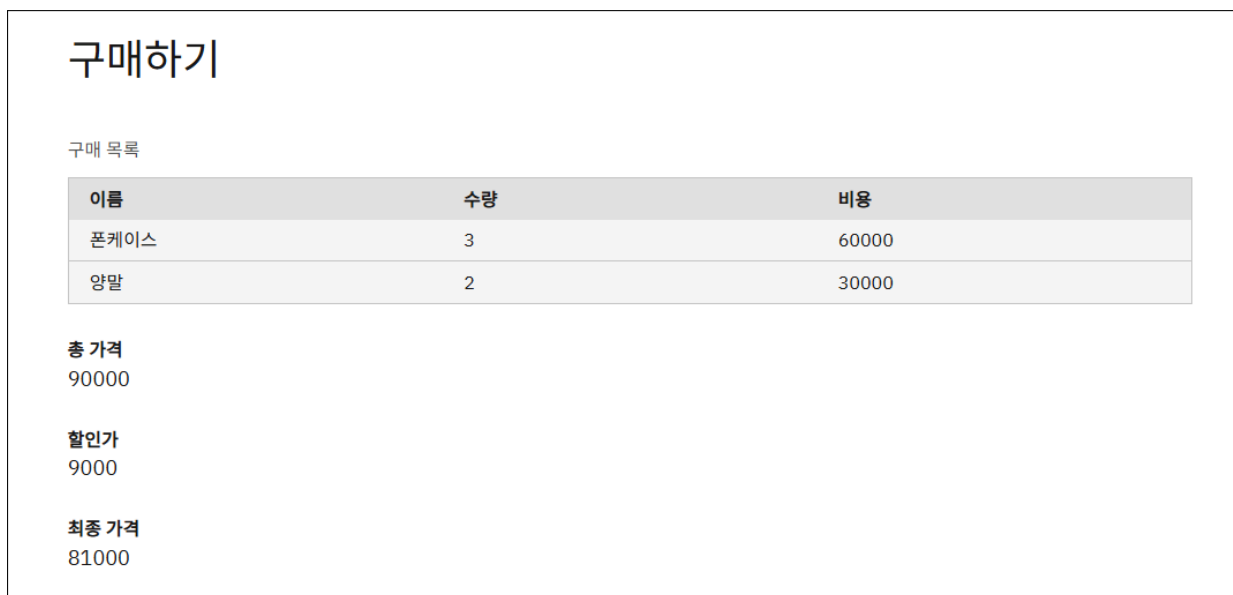 구매하기
구매 목록
이름 수량 비용
폰케이스 3 60000
양말 2 30000
총 가격
90000
할인가
9000
최종 가격
81000